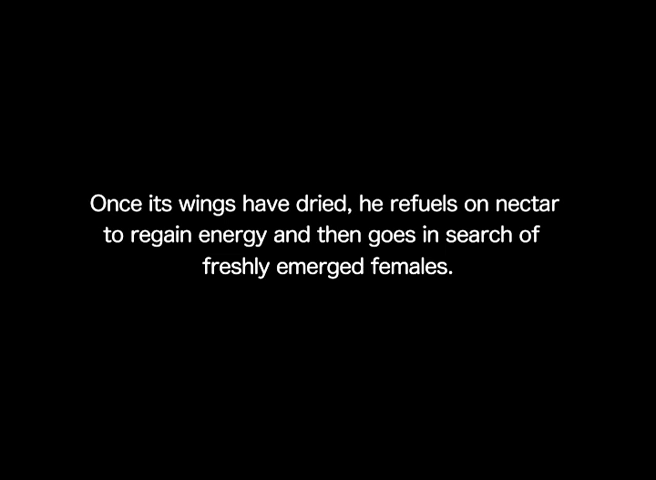 Once its wings have dried, he refuels on nectar
to regain energy and then goes in search of
freshly emerged females.